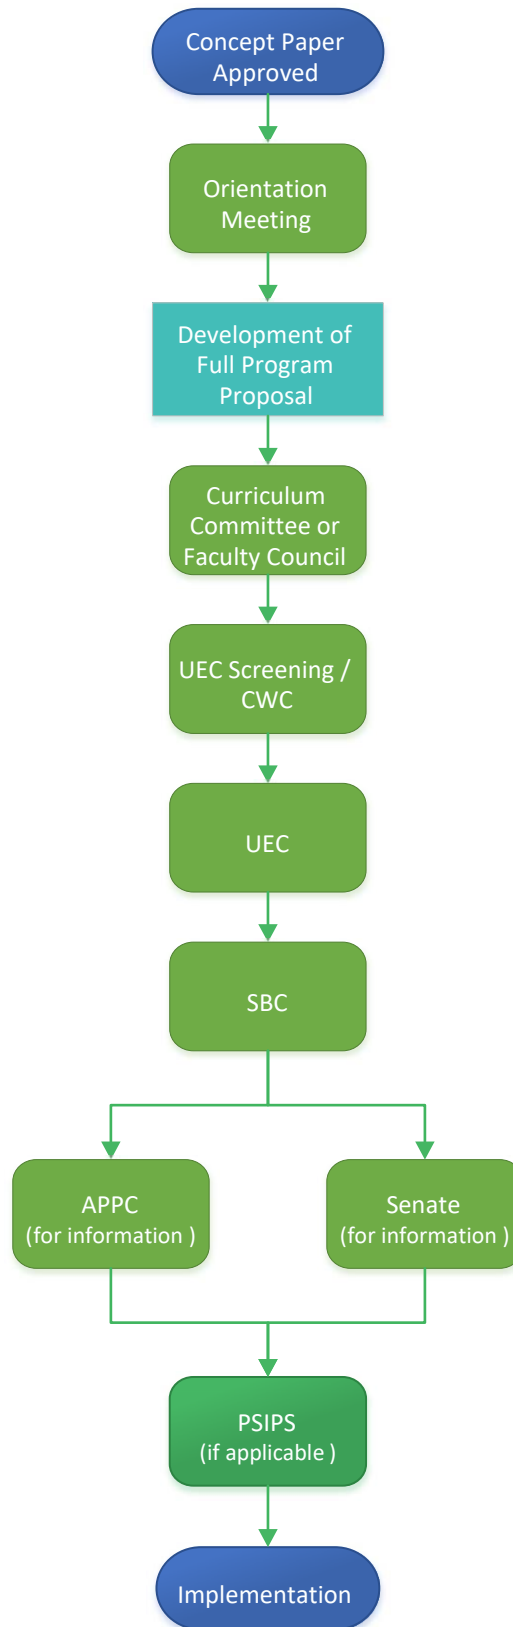 Concept Paper
Approved
Orientation
Meeting
Development of
Full Program
Proposal
Curriculum
Committee or
Faculty Council
UEC Screening /
CWC
UEC
SBC
APPC
(for information )
Senate
(for information )
PSIPS
(if applicable )
Implementation